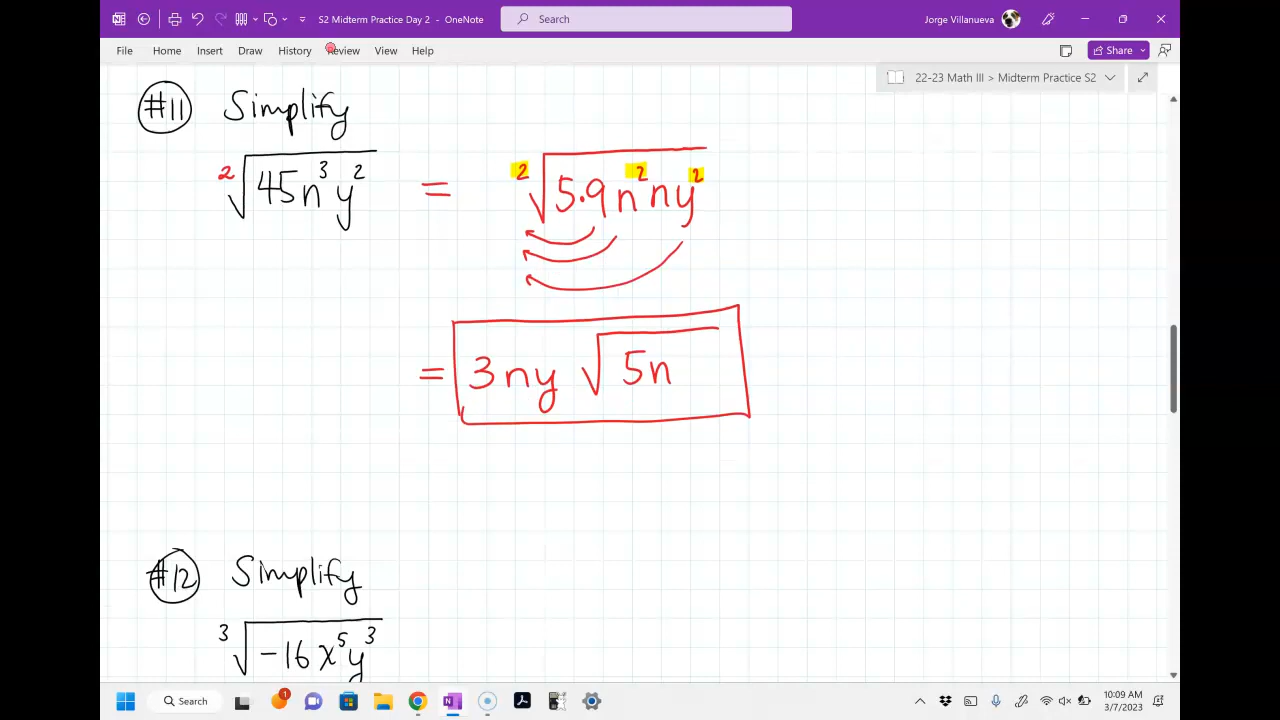 S2 Midterm Practice Day 2 - OneNote
Search
Jorge Villanueva
File Home Insert Draw History Review View Help
Share
22-23 Math III > Midterm Practice S2
#11 Simplify
²√(45n³y²) = ²√(5·9n²ny²)
= 3ny √(5n)
#12 Simplify
³√(-16x⁵y³)
Search
1
10:09 AM
3/7/2023